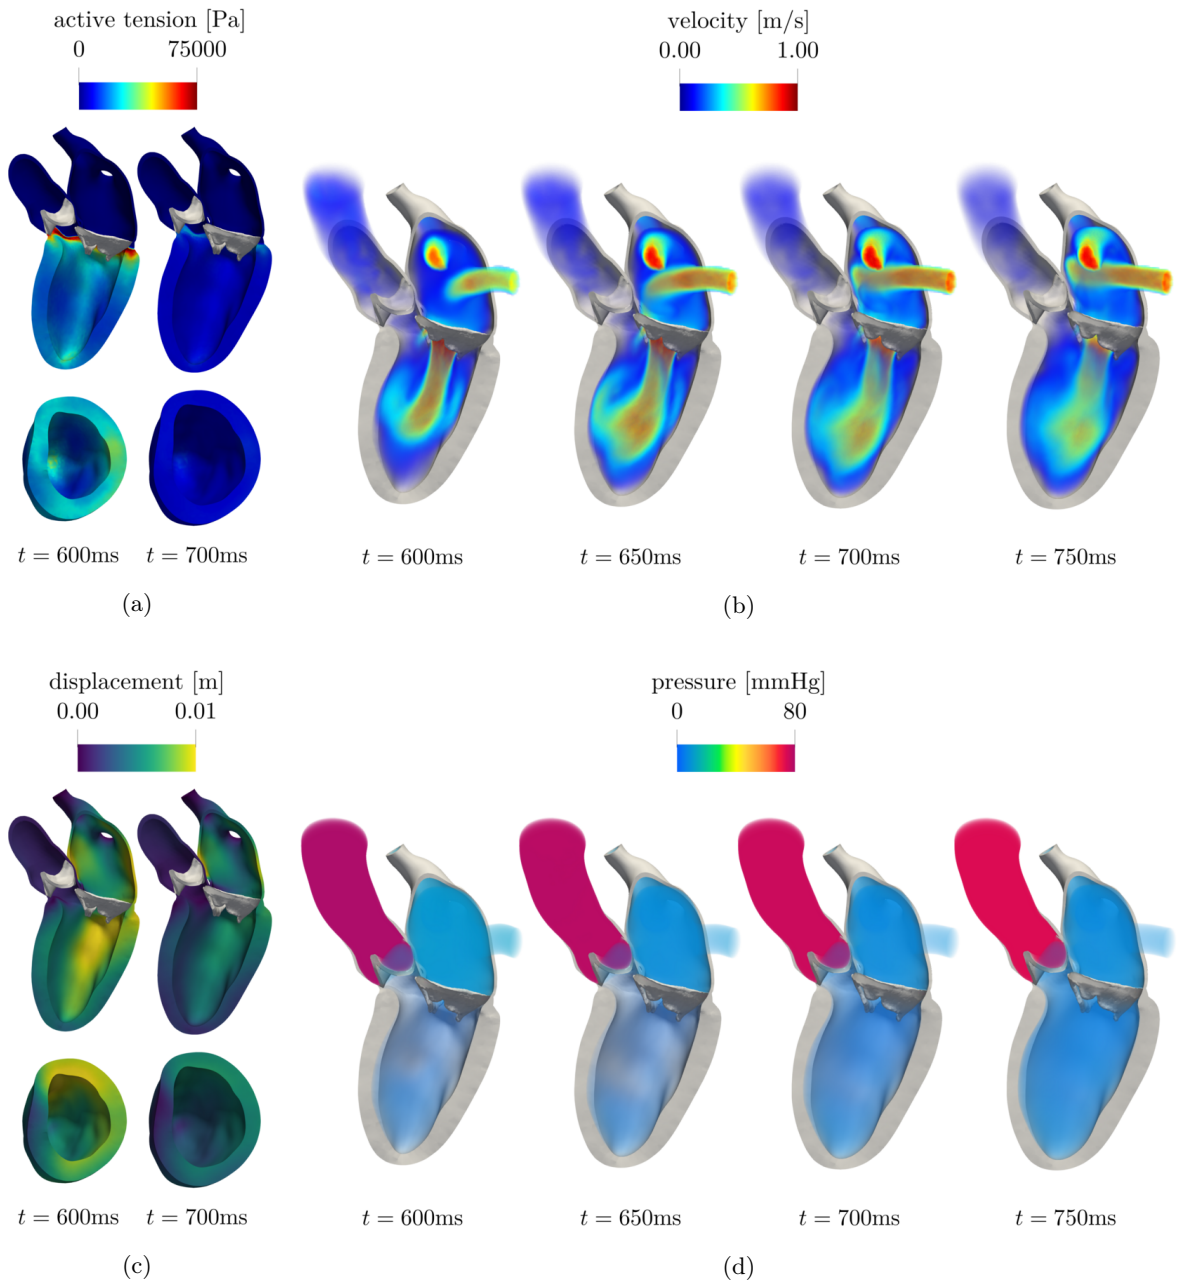 active tension [Pa]
0 75000
velocity [m/s]
0.00 1.00
t = 600ms t = 700ms
t = 600ms t = 650ms t = 700ms t = 750ms
(a)
(b)
displacement [m]
0.00 0.01
pressure [mmHg]
0 80
t = 600ms t = 700ms
t = 600ms t = 650ms t = 700ms t = 750ms
(c)
(d)